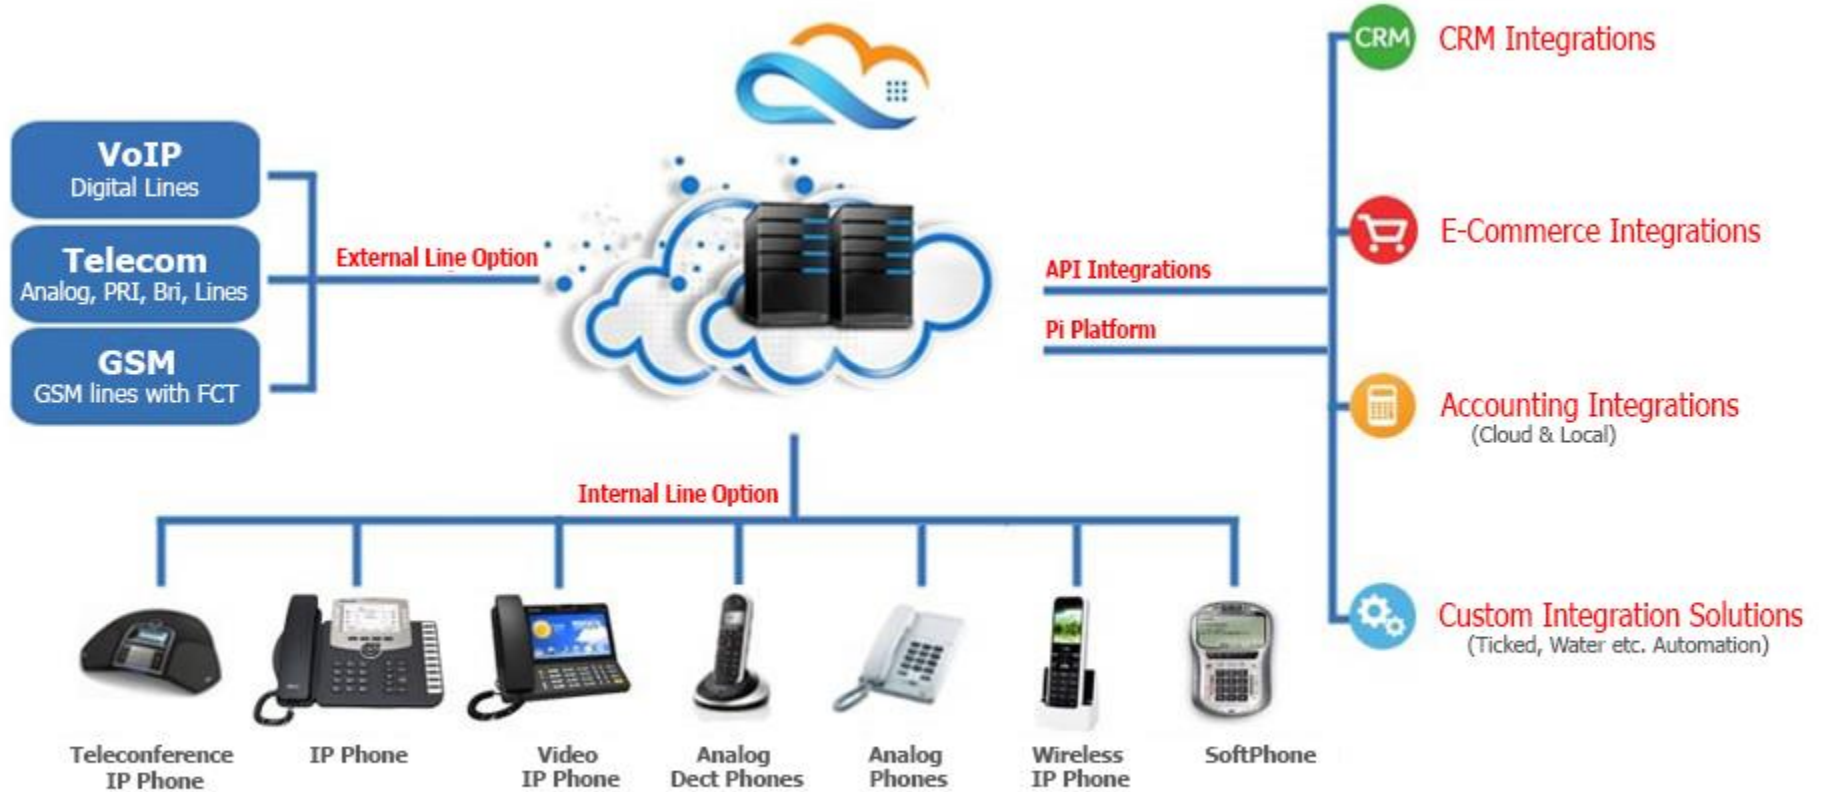 CRM
CRM Integrations
VoIP
Digital Lines
Telecom
Analog, PRI, Bri, Lines
GSM
GSM lines with FCT
External Line Option
API Integrations
Pi Platform
E-Commerce Integrations
Accounting Integrations
(Cloud & Local)
Custom Integration Solutions
(Ticked, Water etc. Automation)
Internal Line Option
Teleconference
IP Phone
IP Phone
Video
IP Phone
Analog
Dect Phones
Analog
Phones
Wireless
IP Phone
SoftPhone